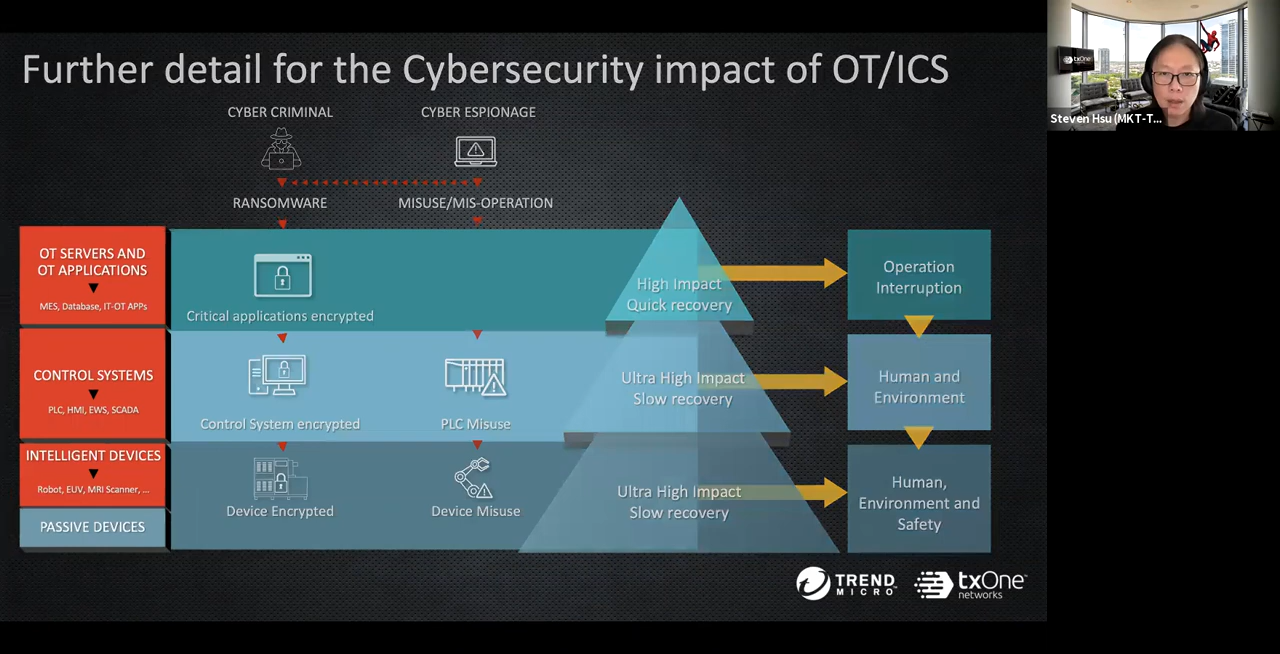 Further detail for the Cybersecurity impact of OT/ICS
txOne
Steven Hsu (MKT-T...
CYBER CRIMINAL
CYBER ESPIONAGE
RANSOMWARE
MISUSE/MIS-OPERATION
OT SERVERS AND
OT APPLICATIONS
MES, Database, IT-OT APPs
Critical applications encrypted
High Impact
Quick recovery
Operation
Interruption
CONTROL SYSTEMS
PLC, HMI, EWS, SCADA
Control System encrypted
PLC Misuse
Ultra High Impact
Slow recovery
Human and
Environment
INTELLIGENT DEVICES
Robot, EUV, MRI Scanner, ...
PASSIVE DEVICES
Device Encrypted
Device Misuse
Ultra High Impact
Slow recovery
Human,
Environment and
Safety
TREND
MICRO
txOne
networks